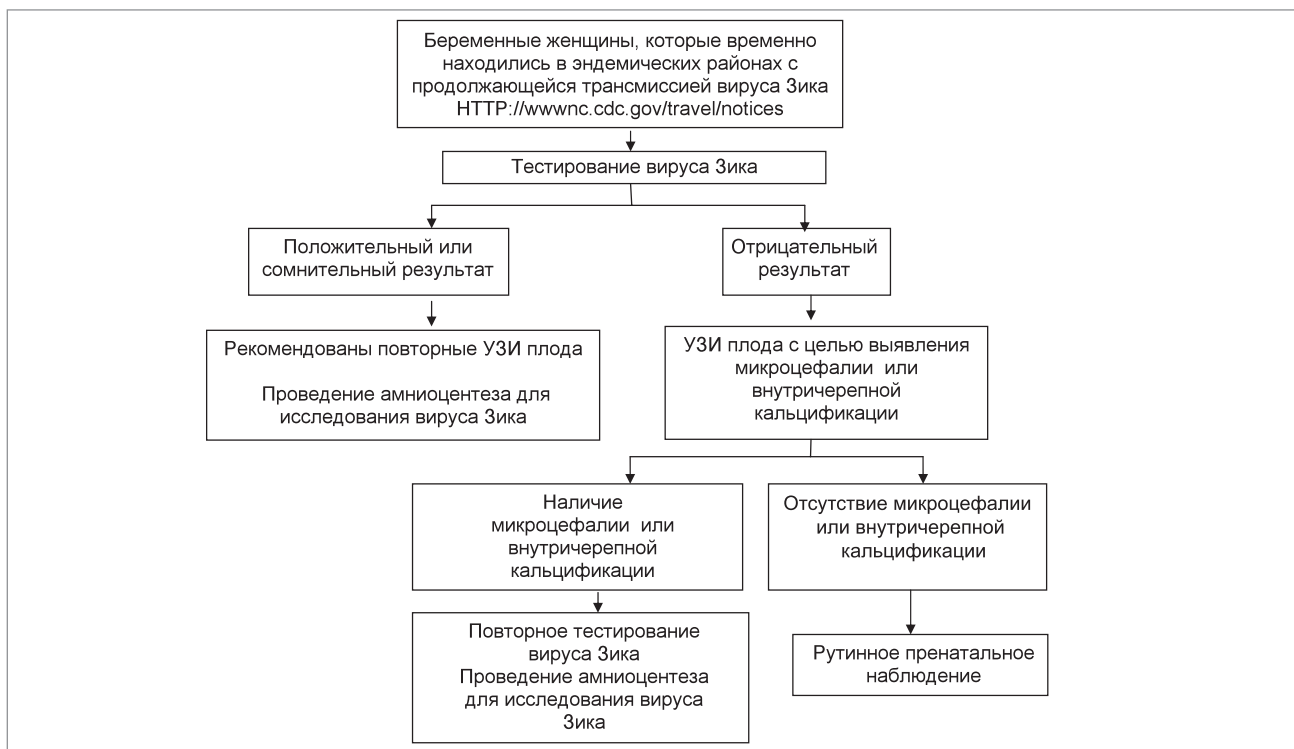 Беременные женщины, которые временно
находились в эндемических районах с
продолжающейся трансмиссией вируса Зика
HTTP://wwwnc.cdc.gov/travel/notices
Тестирование вируса Зика
Положительный или
сомнительный результат
Отрицательный
результат
Рекомендованы повторные УЗИ плода
Проведение амниоцентеза для
исследования вируса Зика
УЗИ плода с целью выявления
микроцефалии или
внутричерепной
кальцификации
Наличие
микроцефалии или
внутричерепной
кальцификации
Отсутствие микроцефалии
или внутричерепной
кальцификации
Повторное тестирование
вируса Зика
Проведение амниоцентеза
для исследования вируса
Зика
Рутинное пренатальное
наблюдение